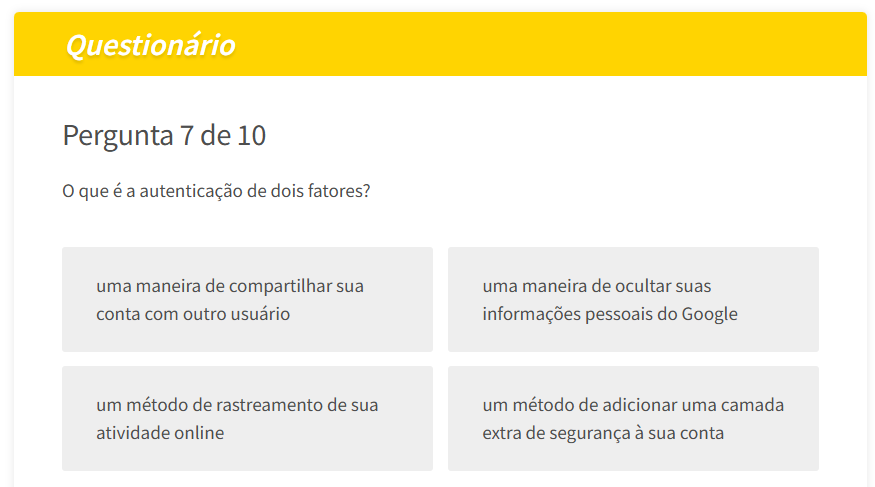 Questionário
Pergunta 7 de 10
O que é a autenticação de dois fatores?
uma maneira de compartilhar sua
conta com outro usuário
uma maneira de ocultar suas
informações pessoais do Google
um método de rastreamento de sua
atividade online
um método de adicionar uma camada
extra de segurança à sua conta